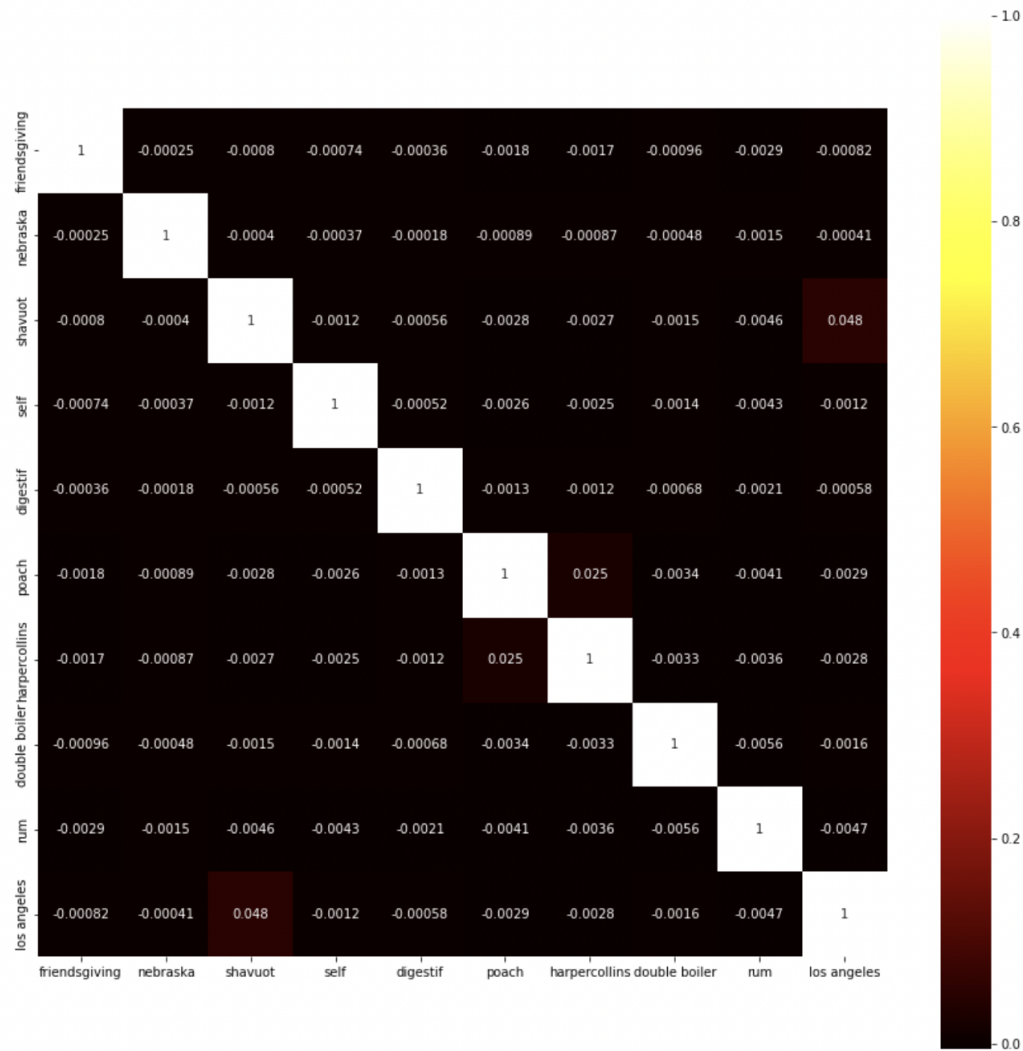 1.0
friendsgiving 1 -0.00025 -0.0008 -0.00074 -0.00036 -0.0018 -0.0017 -0.00096 -0.0029 -0.00082
0.8
nebraska -0.00025 1 -0.0004 -0.00037 -0.00018 -0.00089 -0.00087 -0.00048 -0.0015 -0.00041
shavuot -0.0008 -0.0004 1 -0.0012 -0.00056 -0.0028 -0.0027 -0.0015 -0.0046 0.048
self -0.00074 -0.00037 -0.0012 1 -0.00052 -0.0026 -0.0025 -0.0014 -0.0043 -0.0012
0.6
digestif -0.00036 -0.00018 -0.00056 -0.00052 1 -0.0013 -0.0012 -0.00068 -0.0021 -0.00058
poach -0.0018 -0.00089 -0.0028 -0.0026 -0.0013 1 0.025 -0.0034 -0.0041 -0.0029
0.4
harpercollins -0.0017 -0.00087 -0.0027 -0.0025 -0.0012 0.025 1 -0.0033 -0.0036 -0.0028
double boiler -0.00096 -0.00048 -0.0015 -0.0014 -0.00068 -0.0034 -0.0033 1 -0.0056 -0.0016
rum -0.0029 -0.0015 -0.0046 -0.0043 -0.0021 -0.0041 -0.0036 -0.0056 1 -0.0047
0.2
los angeles -0.00082 -0.00041 0.048 -0.0012 -0.00058 -0.0029 -0.0028 -0.0016 -0.0047 1
friendsgiving nebraska shavuot self digestif poach harpercollins double boiler rum los angeles
0.0